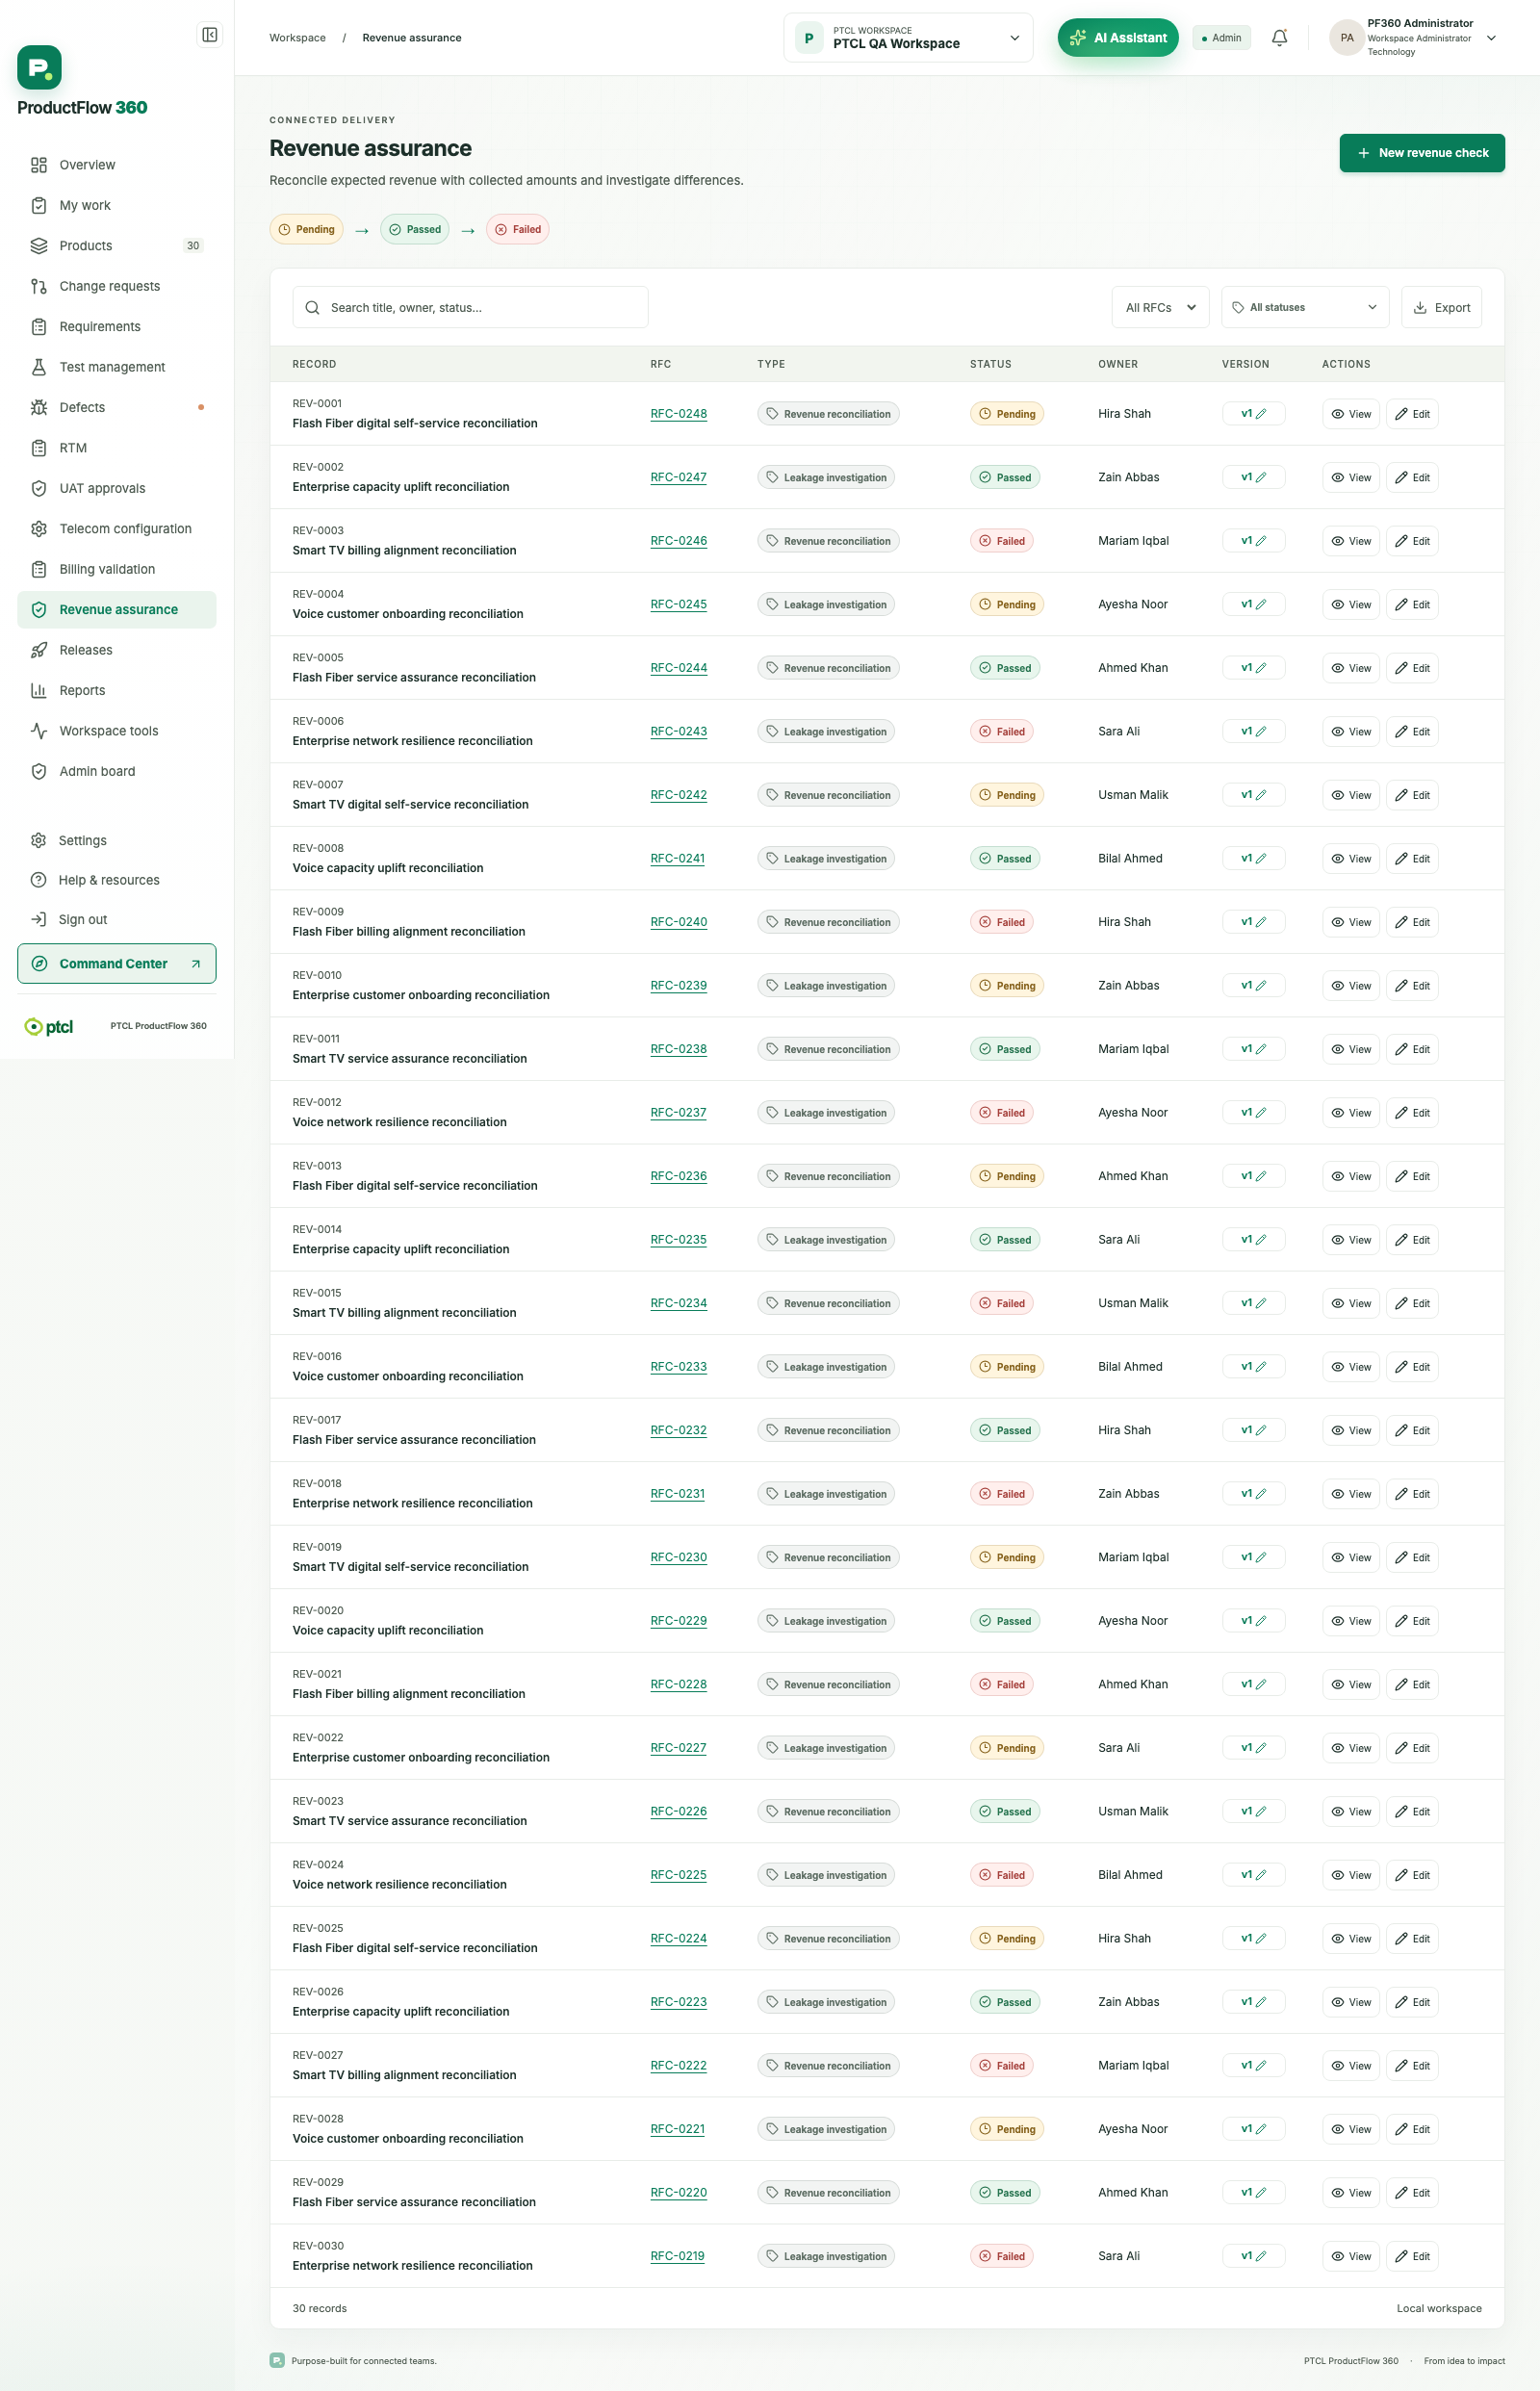 P.
ProductFlow 360
Overview
My work
Products 30
Change requests
Requirements
Test management
Defects
RTM
UAT approvals
Telecom configuration
Billing validation
Revenue assurance
Releases
Reports
Workspace tools
Admin board
Settings
Help & resources
Sign out
Command Center
ptcl PTCL ProductFlow 360
Workspace / Revenue assurance
P PTCL WORKSPACE
PTCL QA Workspace
AI Assistant
Admin
PA PF360 Administrator
Workspace Administrator
Technology
CONNECTED DELIVERY
Revenue assurance
Reconcile expected revenue with collected amounts and investigate differences.
New revenue check
Pending → Passed → Failed
Search title, owner, status... All RFCs All statuses Export
RECORD RFC TYPE STATUS OWNER VERSION ACTIONS
REV-0001
Flash Fiber digital self-service reconciliation RFC-0248 Revenue reconciliation Pending Hira Shah v1 View Edit
REV-0002
Enterprise capacity uplift reconciliation RFC-0247 Leakage investigation Passed Zain Abbas v1 View Edit
REV-0003
Smart TV billing alignment reconciliation RFC-0246 Revenue reconciliation Failed Mariam Iqbal v1 View Edit
REV-0004
Voice customer onboarding reconciliation RFC-0245 Leakage investigation Pending Ayesha Noor v1 View Edit
REV-0005
Flash Fiber service assurance reconciliation RFC-0244 Revenue reconciliation Passed Ahmed Khan v1 View Edit
REV-0006
Enterprise network resilience reconciliation RFC-0243 Leakage investigation Failed Sara Ali v1 View Edit
REV-0007
Smart TV digital self-service reconciliation RFC-0242 Revenue reconciliation Pending Usman Malik v1 View Edit
REV-0008
Voice capacity uplift reconciliation RFC-0241 Leakage investigation Passed Bilal Ahmed v1 View Edit
REV-0009
Flash Fiber billing alignment reconciliation RFC-0240 Revenue reconciliation Failed Hira Shah v1 View Edit
REV-0010
Enterprise customer onboarding reconciliation RFC-0239 Leakage investigation Pending Zain Abbas v1 View Edit
REV-0011
Smart TV service assurance reconciliation RFC-0238 Revenue reconciliation Passed Mariam Iqbal v1 View Edit
REV-0012
Voice network resilience reconciliation RFC-0237 Leakage investigation Failed Ayesha Noor v1 View Edit
REV-0013
Flash Fiber digital self-service reconciliation RFC-0236 Revenue reconciliation Pending Ahmed Khan v1 View Edit
REV-0014
Enterprise capacity uplift reconciliation RFC-0235 Leakage investigation Passed Sara Ali v1 View Edit
REV-0015
Smart TV billing alignment reconciliation RFC-0234 Revenue reconciliation Failed Usman Malik v1 View Edit
REV-0016
Voice customer onboarding reconciliation RFC-0233 Leakage investigation Pending Bilal Ahmed v1 View Edit
REV-0017
Flash Fiber service assurance reconciliation RFC-0232 Revenue reconciliation Passed Hira Shah v1 View Edit
REV-0018
Enterprise network resilience reconciliation RFC-0231 Leakage investigation Failed Zain Abbas v1 View Edit
REV-0019
Smart TV digital self-service reconciliation RFC-0230 Revenue reconciliation Pending Mariam Iqbal v1 View Edit
REV-0020
Voice capacity uplift reconciliation RFC-0229 Leakage investigation Passed Ayesha Noor v1 View Edit
REV-0021
Flash Fiber billing alignment reconciliation RFC-0228 Revenue reconciliation Failed Ahmed Khan v1 View Edit
REV-0022
Enterprise customer onboarding reconciliation RFC-0227 Leakage investigation Pending Sara Ali v1 View Edit
REV-0023
Smart TV service assurance reconciliation RFC-0226 Revenue reconciliation Passed Usman Malik v1 View Edit
REV-0024
Voice network resilience reconciliation RFC-0225 Leakage investigation Failed Bilal Ahmed v1 View Edit
REV-0025
Flash Fiber digital self-service reconciliation RFC-0224 Revenue reconciliation Pending Hira Shah v1 View Edit
REV-0026
Enterprise capacity uplift reconciliation RFC-0223 Leakage investigation Passed Zain Abbas v1 View Edit
REV-0027
Smart TV billing alignment reconciliation RFC-0222 Revenue reconciliation Failed Mariam Iqbal v1 View Edit
REV-0028
Voice customer onboarding reconciliation RFC-0221 Leakage investigation Pending Ayesha Noor v1 View Edit
REV-0029
Flash Fiber service assurance reconciliation RFC-0220 Revenue reconciliation Passed Ahmed Khan v1 View Edit
REV-0030
Enterprise network resilience reconciliation RFC-0219 Leakage investigation Failed Sara Ali v1 View Edit
30 records Local workspace
P. Purpose-built for connected teams. PTCL ProductFlow 360 · From idea to impact